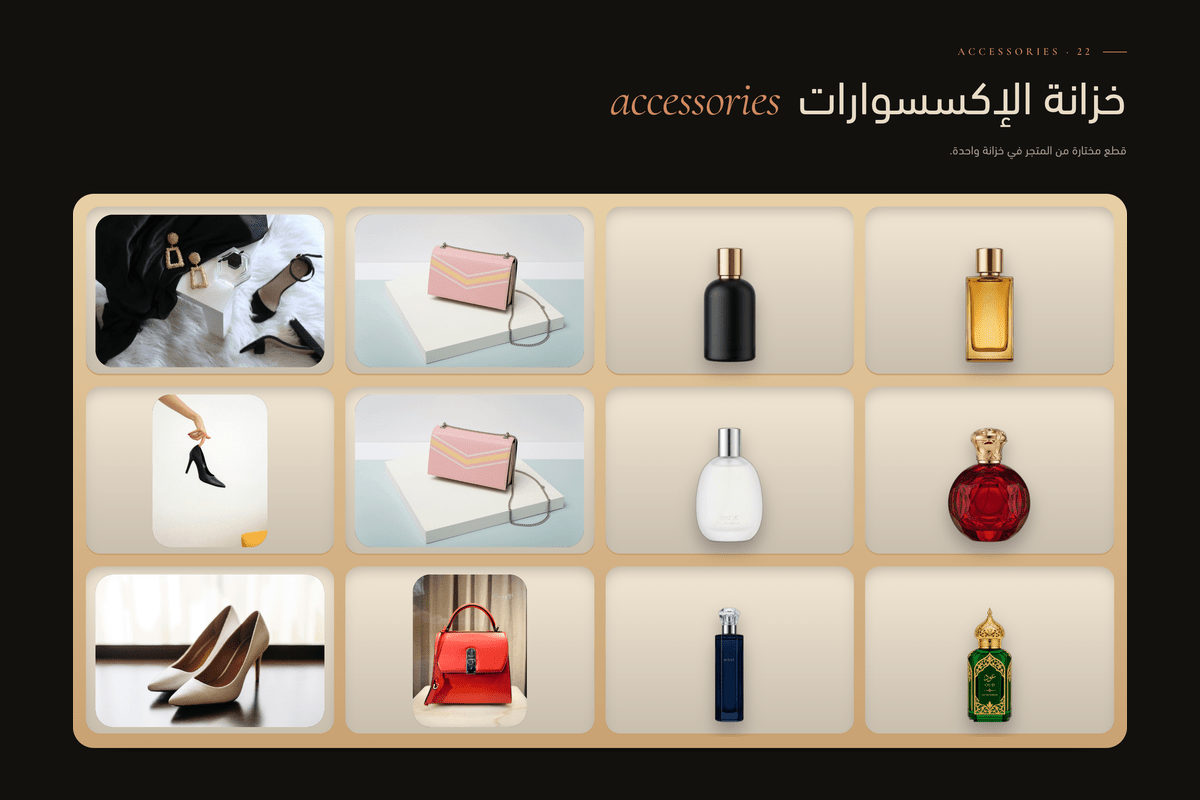 ACCESSORIES · 22
خزانة الإكسسوارات accessories
قطع مختارة من المتجر في خزانة واحدة.